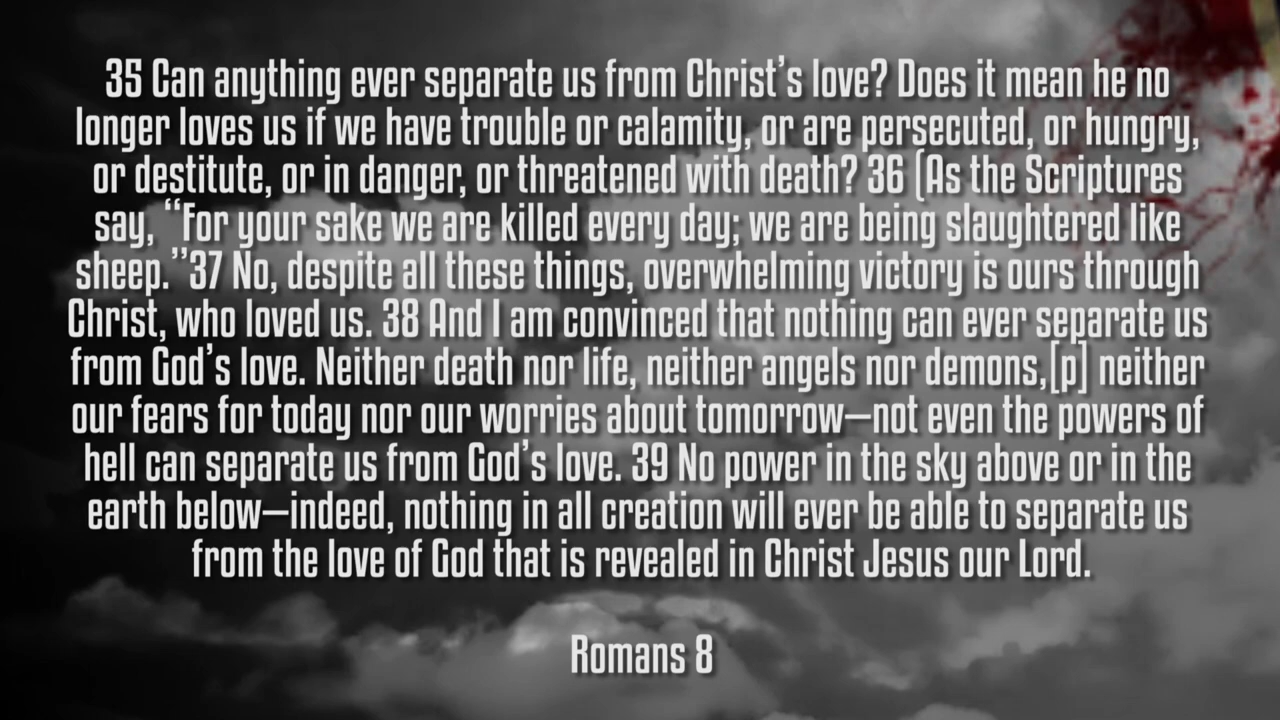 35 Can anything ever separate us from Christ’s love? Does it mean he no
longer loves us if we have trouble or calamity, or are persecuted, or hungry,
or destitute, or in danger, or threatened with death? 36 (As the Scriptures
say, “For your sake we are killed every day; we are being slaughtered like
sheep.”37 No, despite all these things, overwhelming victory is ours through
Christ, who loved us. 38 And I am convinced that nothing can ever separate us
from God’s love. Neither death nor life, neither angels nor demons,[p] neither
our fears for today nor our worries about tomorrow—not even the powers of
hell can separate us from God’s love. 39 No power in the sky above or in the
earth below—indeed, nothing in all creation will ever be able to separate us
from the love of God that is revealed in Christ Jesus our Lord.
Romans 8